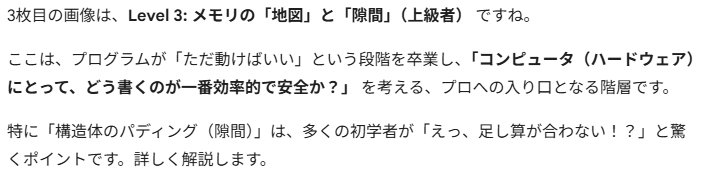 3枚目の画像は、Level 3: メモリの「地図」と「隙間」（上級者） ですね。
ここは、プログラムが「ただ動けばいい」という段階を卒業し、「コンピュータ（ハードウェア）
にとって、どう書くのが一番効率的で安全か？」 を考える、プロへの入り口となる階層です。
特に「構造体のパディング（隙間）」は、多くの初学者が「えっ、足し算が合わない！？」と驚
くポイントです。詳しく解説します。